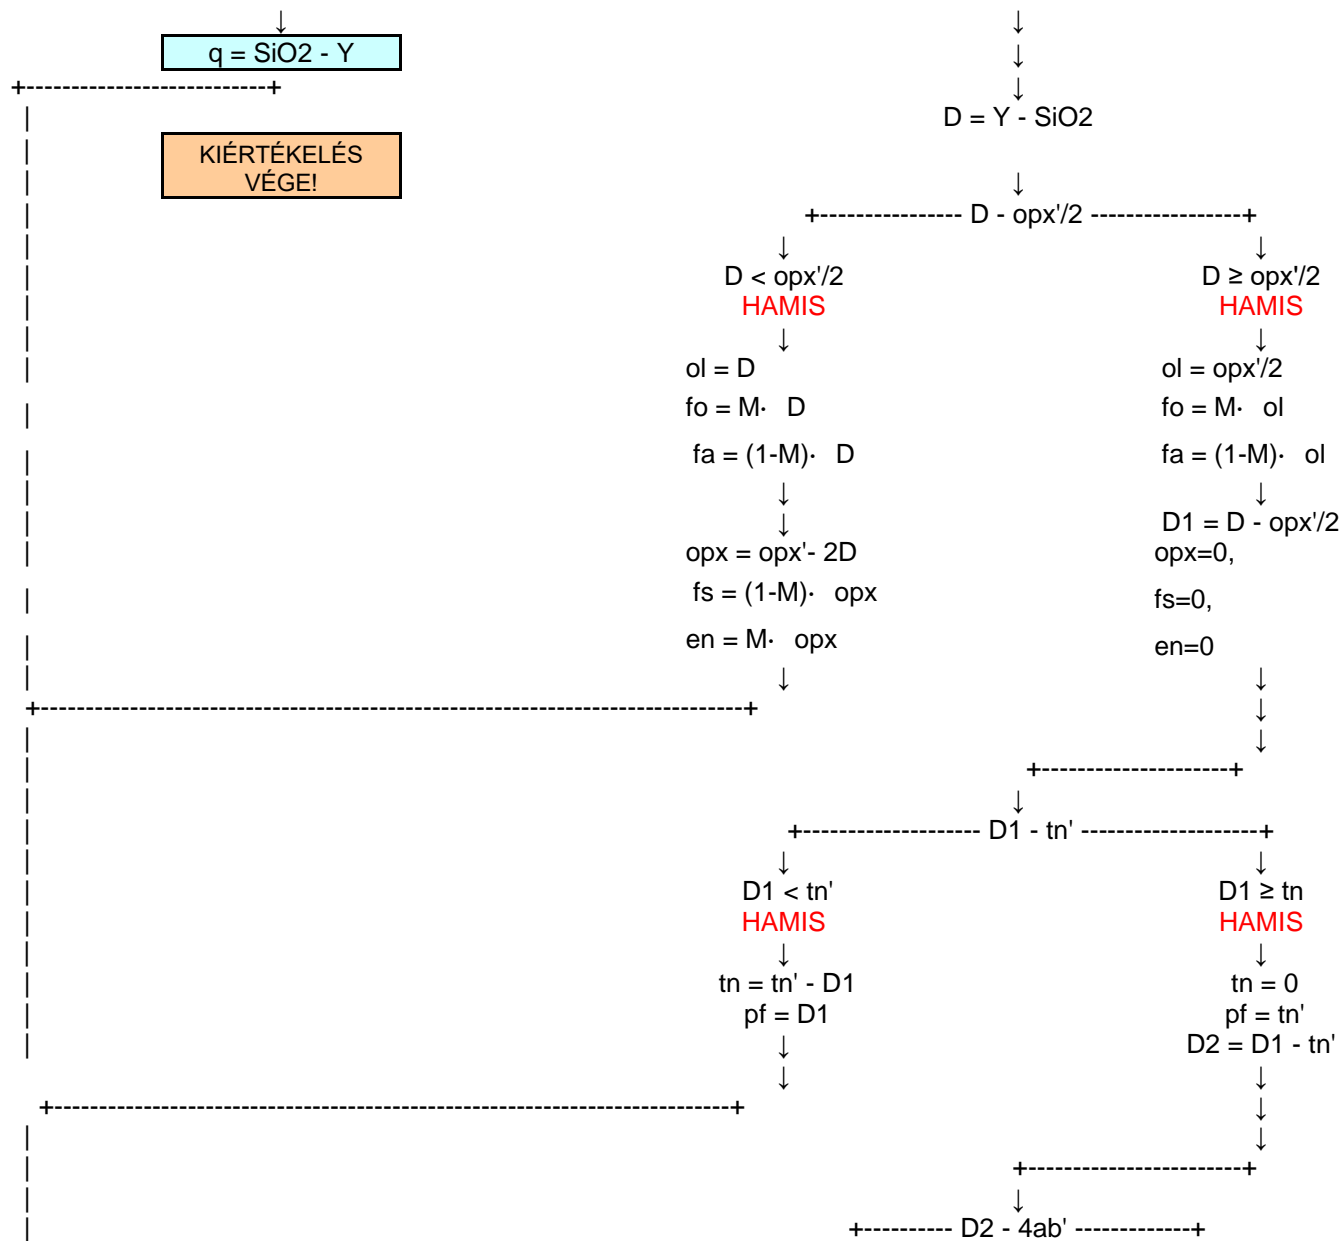 q = SiO2 - Y
D = Y - SiO2
KIÉRTÉKELÉS
VÉGE!
D - opx'/2
D < opx'/2
HAMIS
D ≥ opx'/2
HAMIS
ol = D
fo = M· D
fa = (1-M)· D
opx = opx'- 2D
fs = (1-M)· opx
en = M· opx
ol = opx'/2
fo = M· ol
fa = (1-M)· ol
D1 = D - opx'/2
opx=0,
fs=0,
en=0
D1 - tn'
D1 < tn'
HAMIS
tn = tn' - D1
pf = D1
D1 ≥ tn
HAMIS
tn = 0
pf = tn'
D2 = D1 - tn'
D2 - 4ab'